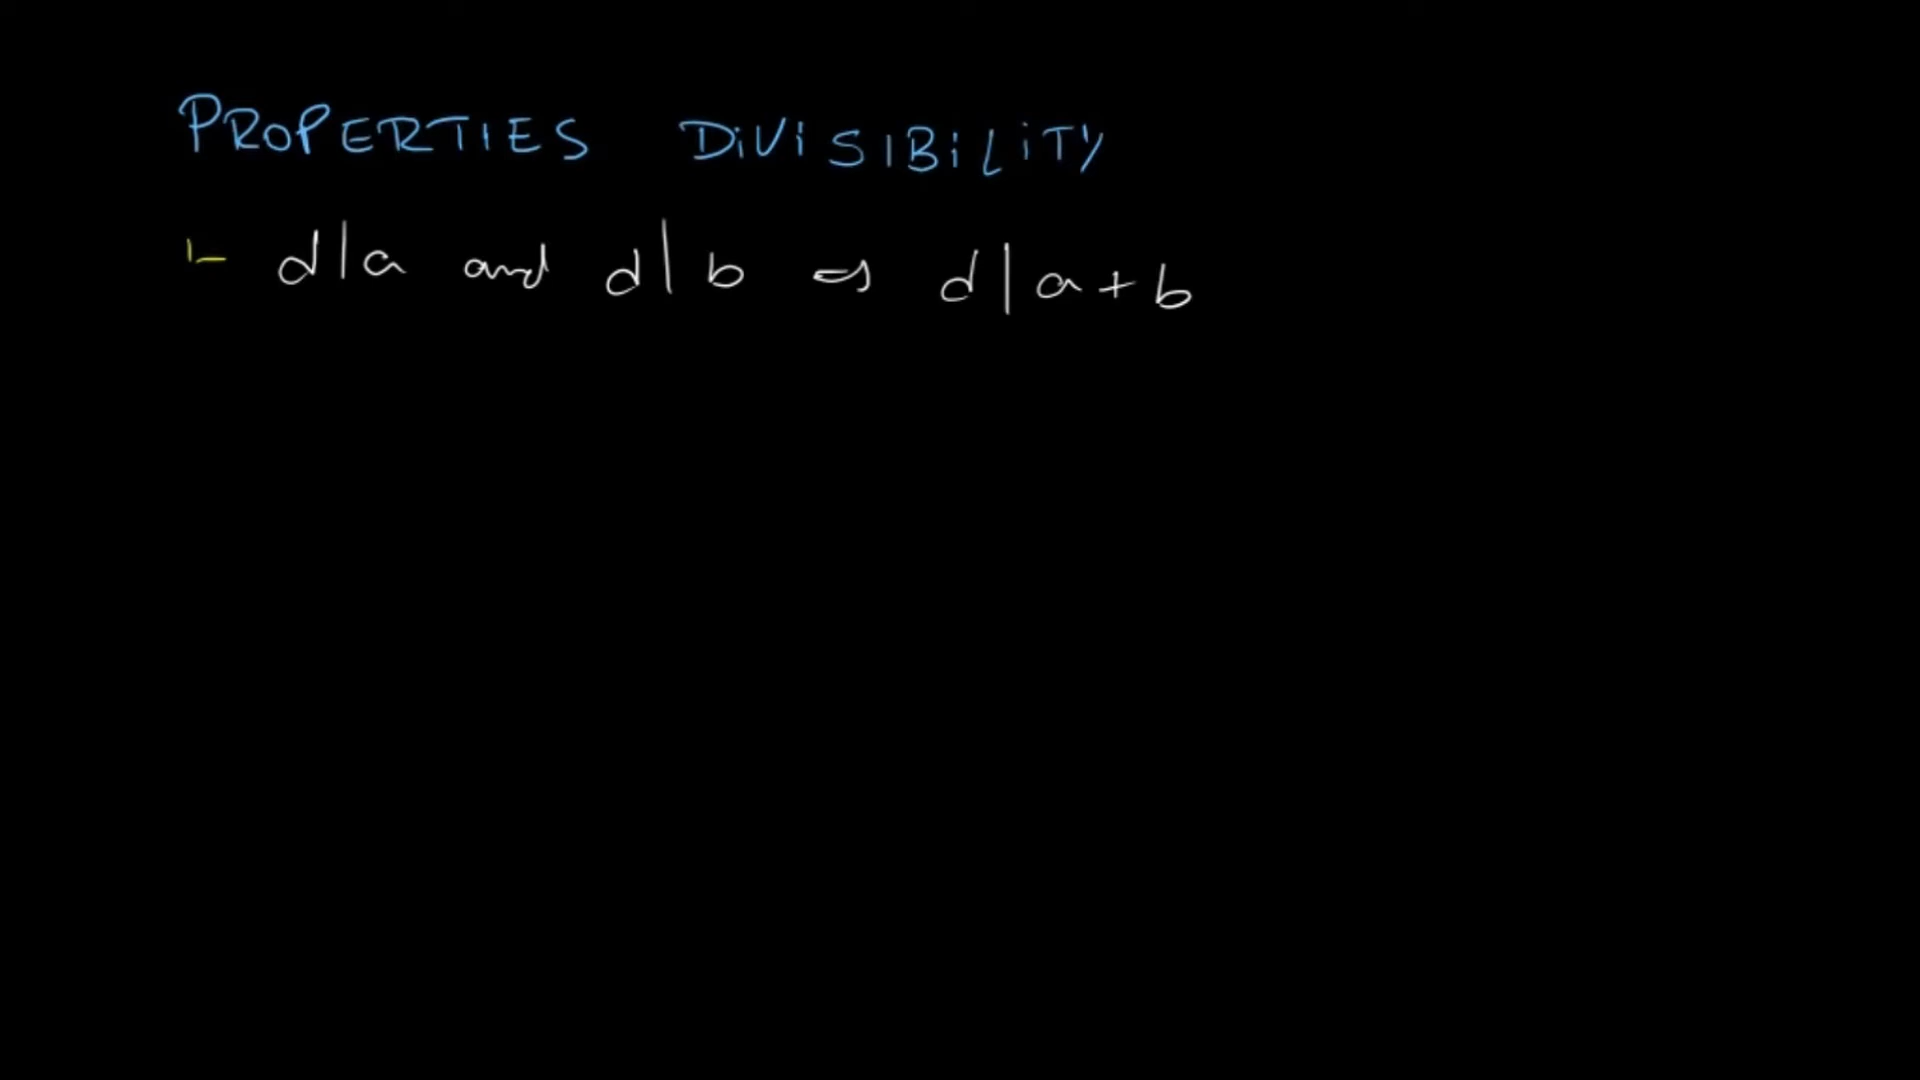 PROPERTIES DIVISIBILITY
1- d|a and d|b => d|a+b